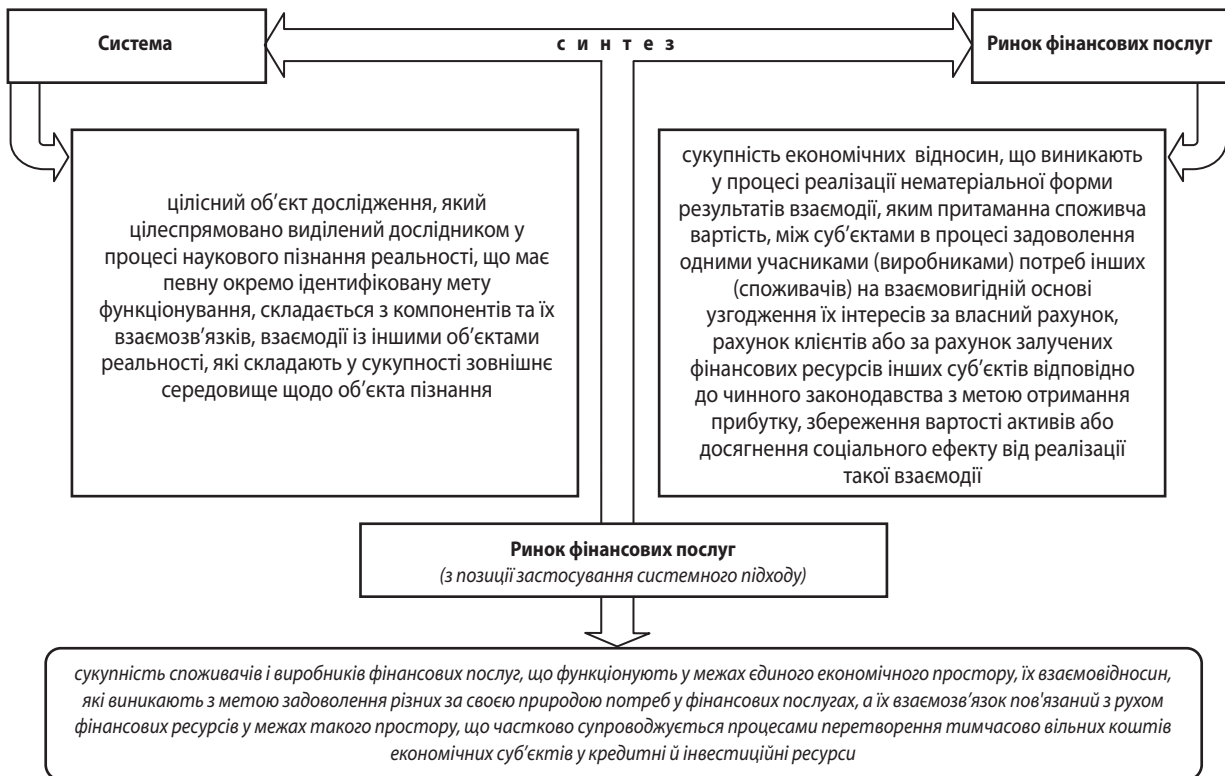 Система
синтез
Ринок фінансових послуг
цілісний об’єкт дослідження, який
цілеспрямовано виділений дослідником у
процесі наукового пізнання реальності, що має
певну окремо ідентифіковану мету
функціонування, складається з компонентів та їх
взаємозв’язків, взаємодії із іншими об’єктами
реальності, які складають у сукупності зовнішнє
середовище щодо об’єкта пізнання
сукупність економічних відносин, що виникають
у процесі реалізації нематеріальної форми
результатів взаємодії, яким притаманна споживча
вартість, між суб’єктами в процесі задоволення
одними учасниками (виробниками) потреб інших
(споживачів) на взаємовигідній основі
узгодження їх інтересів за власний рахунок,
рахунок клієнтів або за рахунок залучених
фінансових ресурсів інших суб’єктів відповідно
до чинного законодавства з метою отримання
прибутку, збереження вартості активів або
досягнення соціального ефекту від реалізації
такої взаємодії
Ринок фінансових послуг
(з позиції застосування системного підходу)
сукупність споживачів і виробників фінансових послуг, що функціонують у межах єдиного економічного простору, їх взаємовідносин,
які виникають з метою задоволення різних за своєю природою потреб у фінансових послугах, а їх взаємозв’язок пов'язаний з рухом
фінансових ресурсів у межах такого простору, що частково супроводжується процесами перетворення тимчасово вільних коштів
економічних суб’єктів у кредитні й інвестиційні ресурси